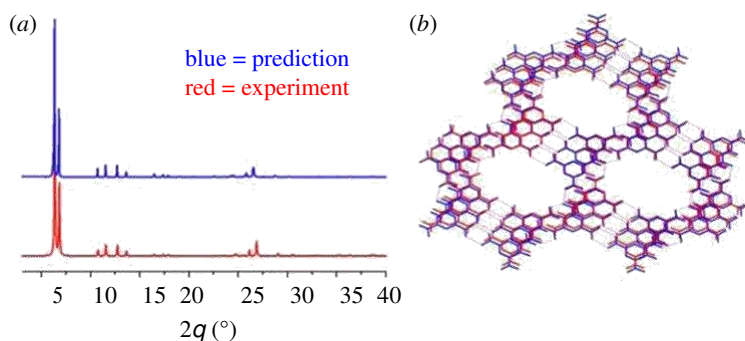 (a)
blue = prediction
red = experiment
5 10 15 20 25 30 35 40
2q (°)
(b)